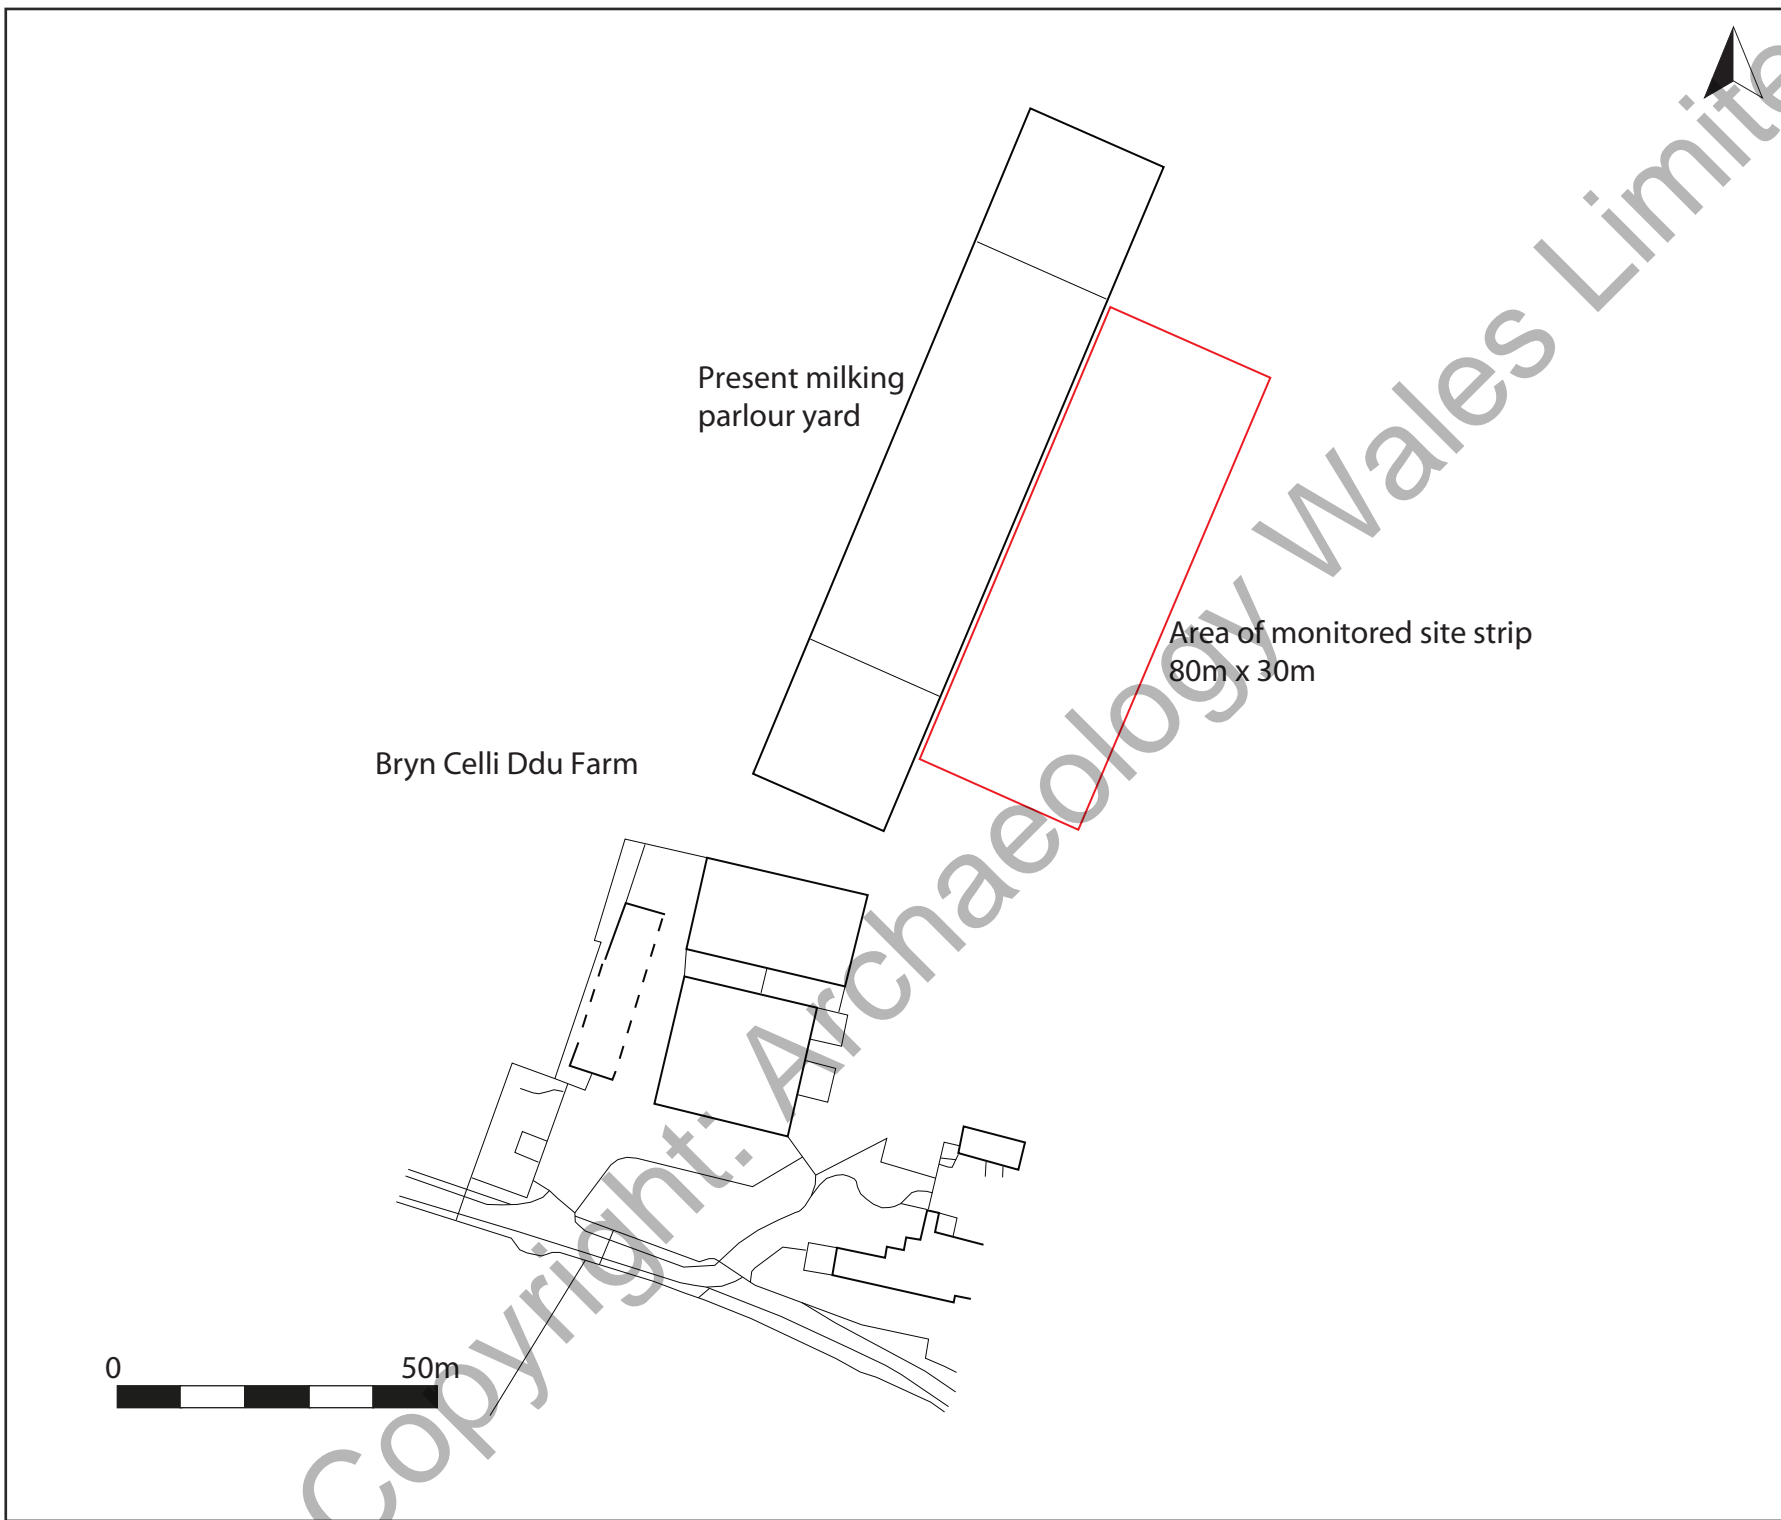 Present milking
parlour yard
Area of monitored site strip
80m x 30m
Bryn Celli Ddu Farm
0 50m
Copyright: Archaeology Wales Limite